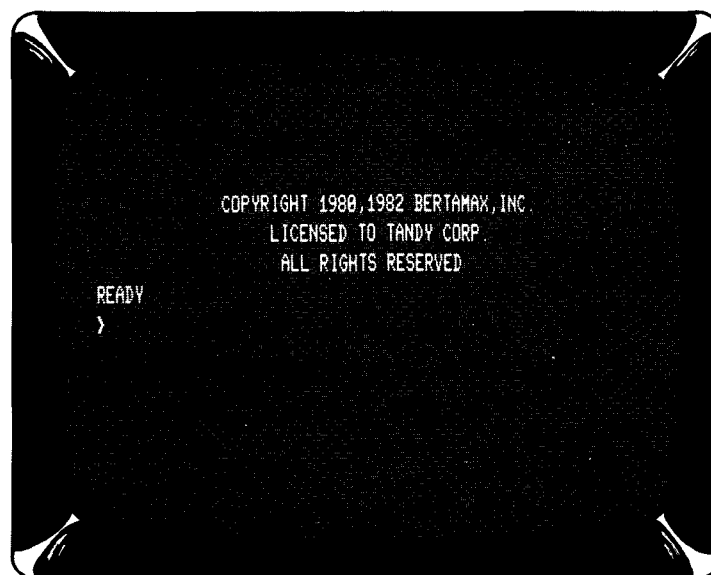 COPYRIGHT 1980,1982 BERTAMAX,INC.
LICENSED TO TANDY CORP.
ALL RIGHTS RESERVED
READY
>